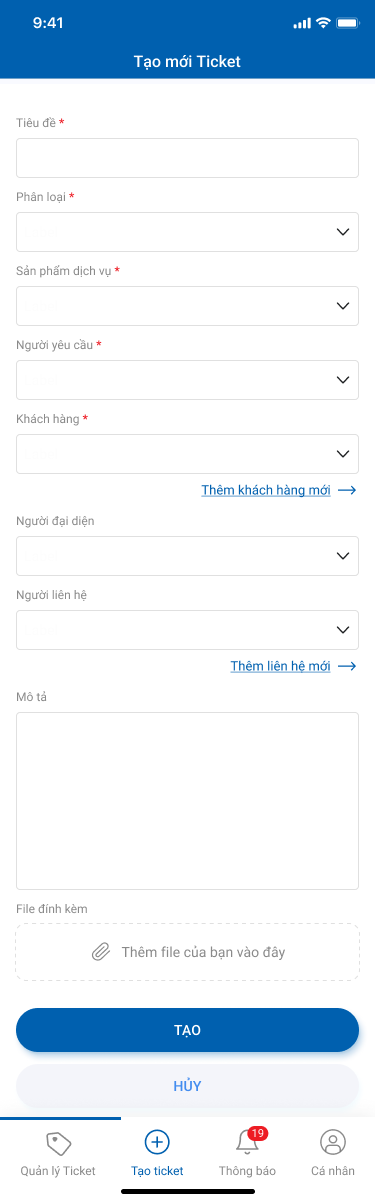 9:41
Tạo mới Ticket
Tiêu đề *
Phân loại *
Sản phẩm dịch vụ *
Người yêu cầu *
Khách hàng *
Thêm khách hàng mới
Người đại diện
Người liên hệ
Thêm liên hệ mới
Mô tả
File đính kèm
Thêm file của bạn vào đây
TẠO
HỦY
19
Quản lý Ticket
Tạo ticket
Thông báo
Cá nhân